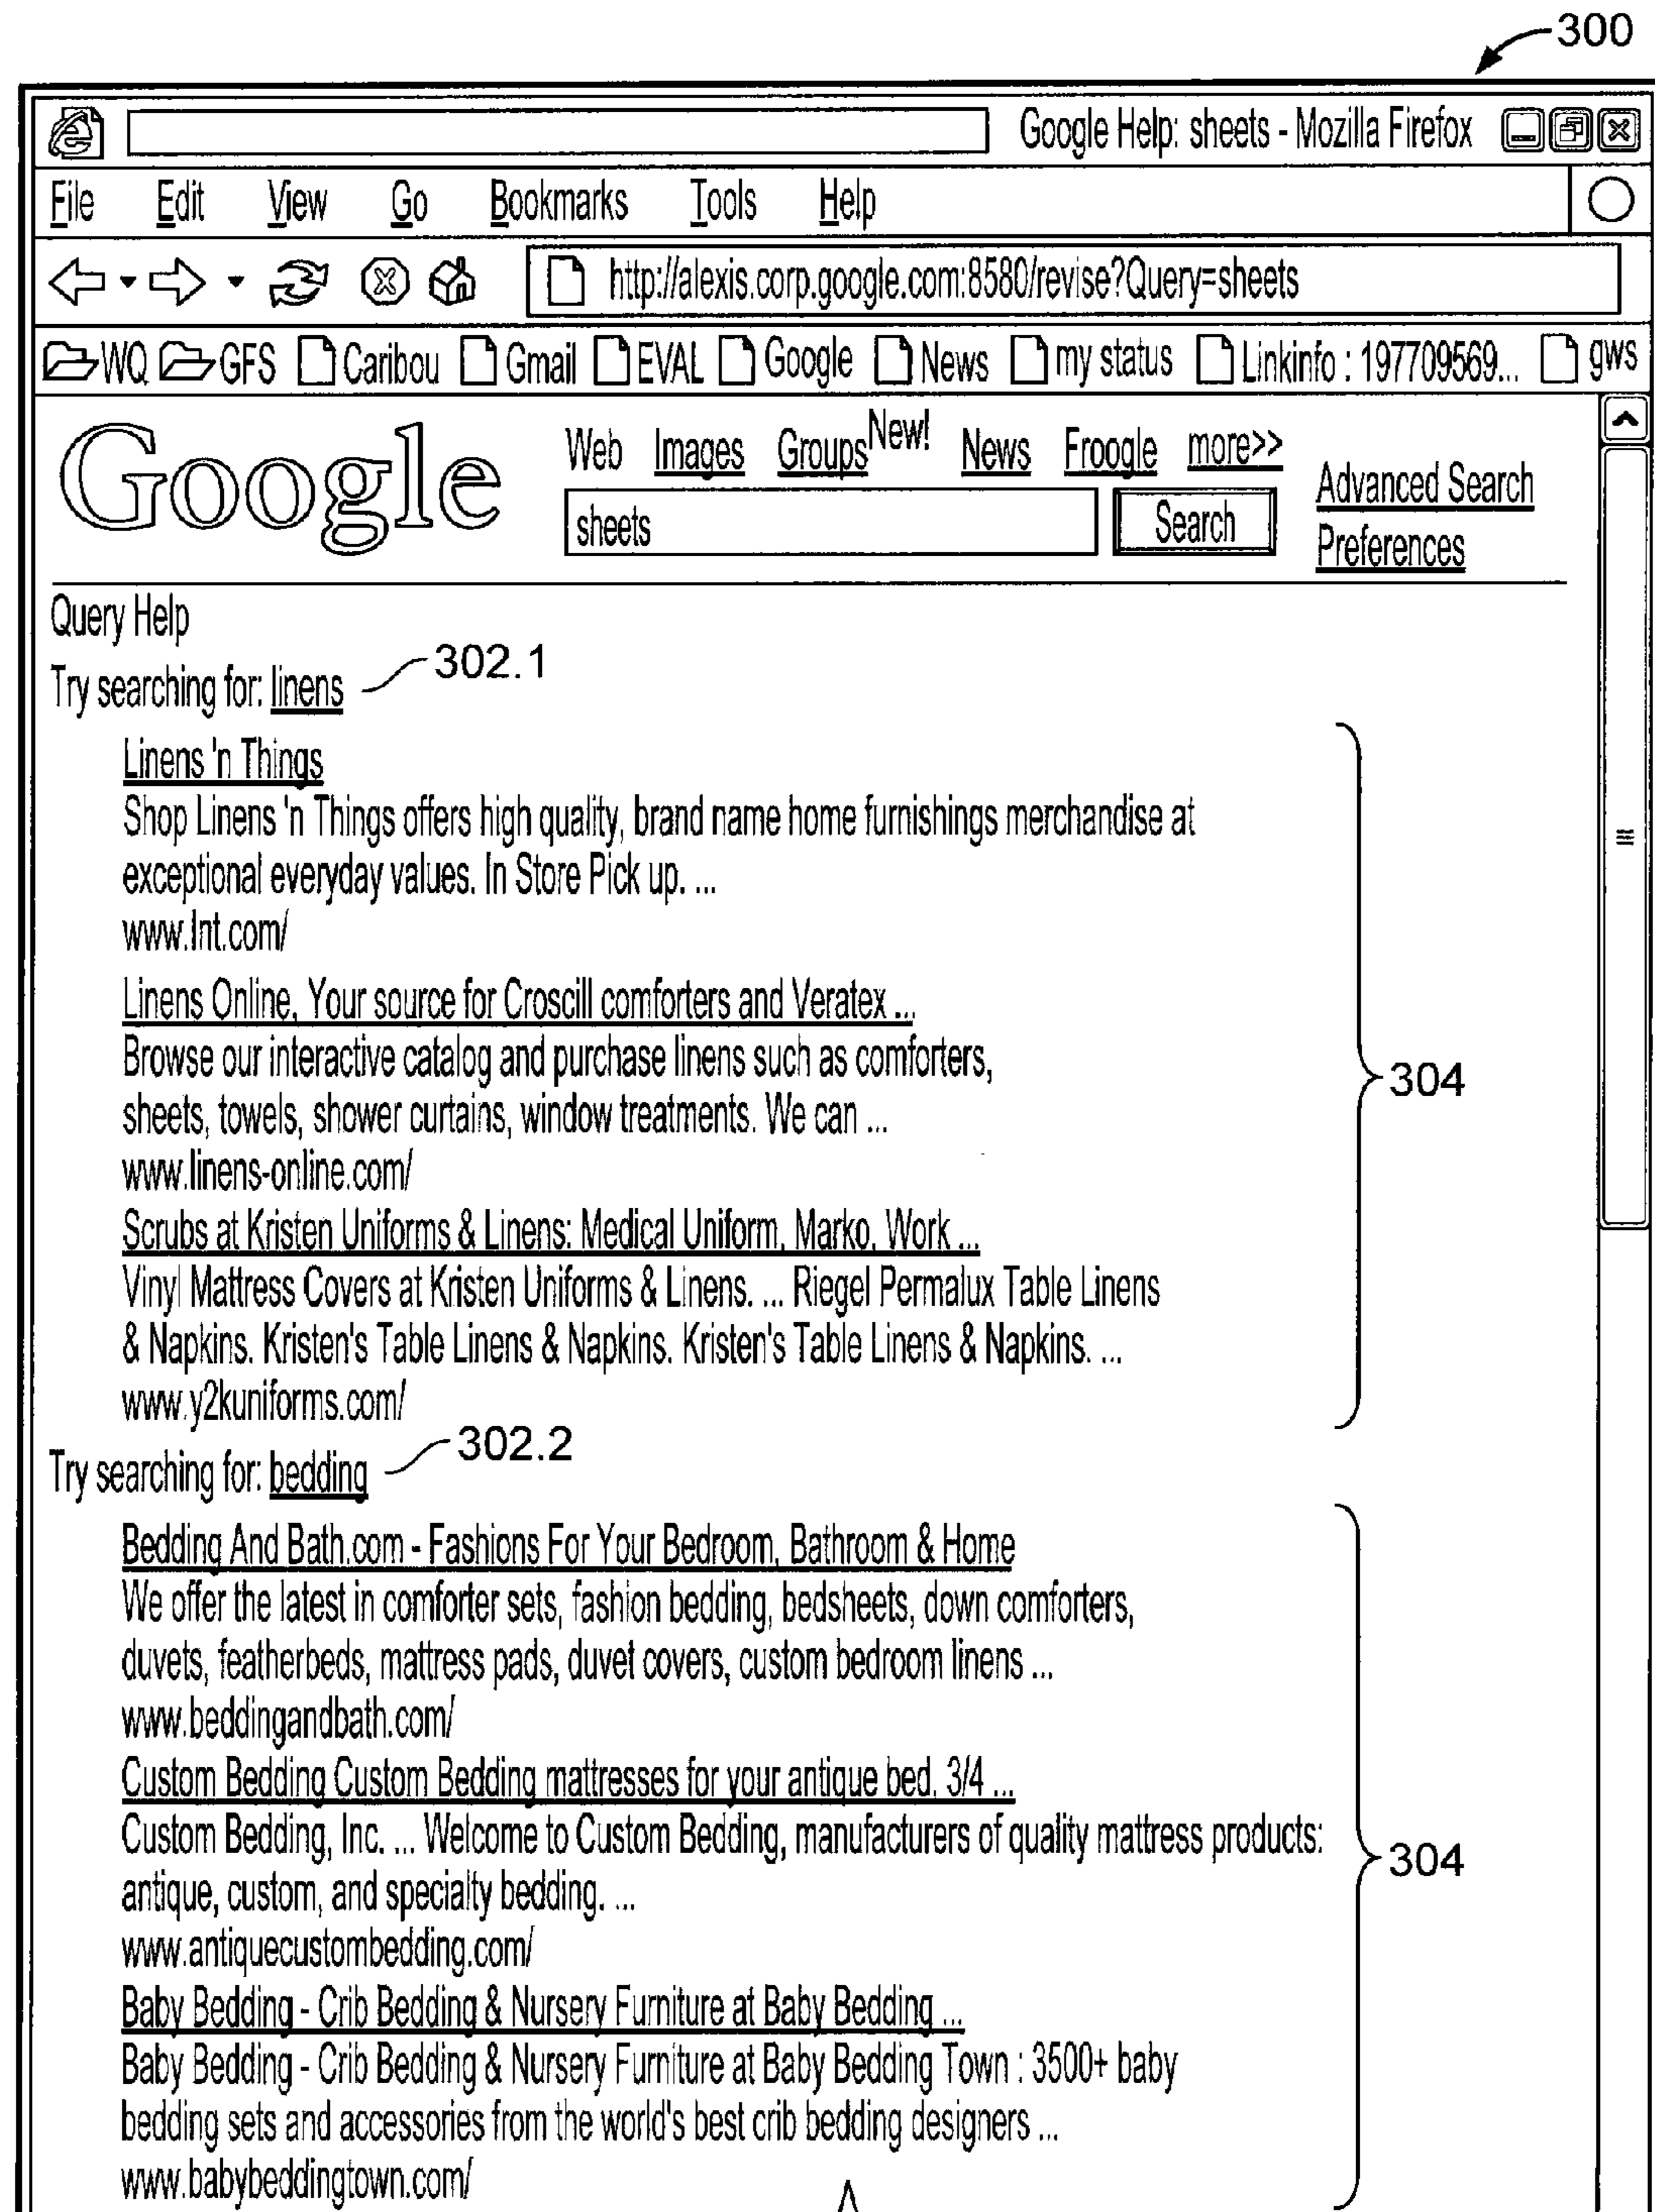 300
Google Help: sheets - Mozilla Firefox
File Edit View Go Bookmarks Tools Help
http://alexis.corp.google.com:8580/revise?Query=sheets
WQ GFS Caribou Gmail EVAL Google News my status Linkinfo : 197709569... gws
Google Web Images Groups New! News Froogle more>>
sheets Search Advanced Search
Preferences
Query Help
302.1
Try searching for: linens
Linens 'n Things
Shop Linens 'n Things offers high quality, brand name home furnishings merchandise at
exceptional everyday values. In Store Pick up. ...
www.lnt.com/
Linens Online, Your source for Croscill comforters and Veratex ...
Browse our interactive catalog and purchase linens such as comforters,
304
sheets, towels, shower curtains, window treatments. We can ...
www.linens-online.com/
Scrubs at Kristen Uniforms & Linens: Medical Uniform, Marko, Work ...
Vinyl Mattress Covers at Kristen Uniforms & Linens. ... Riegel Permalux Table Linens
& Napkins. Kristen's Table Linens & Napkins. Kristen's Table Linens & Napkins. ...
www.y2kuniforms.com/
302.2
Try searching for: bedding
Bedding And Bath.com - Fashions For Your Bedroom, Bathroom & Home
We offer the latest in comforter sets, fashion bedding, bedsheets, down comforters,
duvets, featherbeds, mattress pads, duvet covers, custom bedroom linens ...
www.beddingandbath.com/
Custom Bedding Custom Bedding mattresses for your antique bed. 3/4 ...
Custom Bedding, Inc. ... Welcome to Custom Bedding, manufacturers of quality mattress products:
304
antique, custom, and specialty bedding. ...
www.antiquecustombedding.com/
Baby Bedding - Crib Bedding & Nursery Furniture at Baby Bedding ...
Baby Bedding - Crib Bedding & Nursery Furniture at Baby Bedding Town : 3500+ baby
bedding sets and accessories from the world's best crib bedding designers ...
www.babybeddingtown.com/